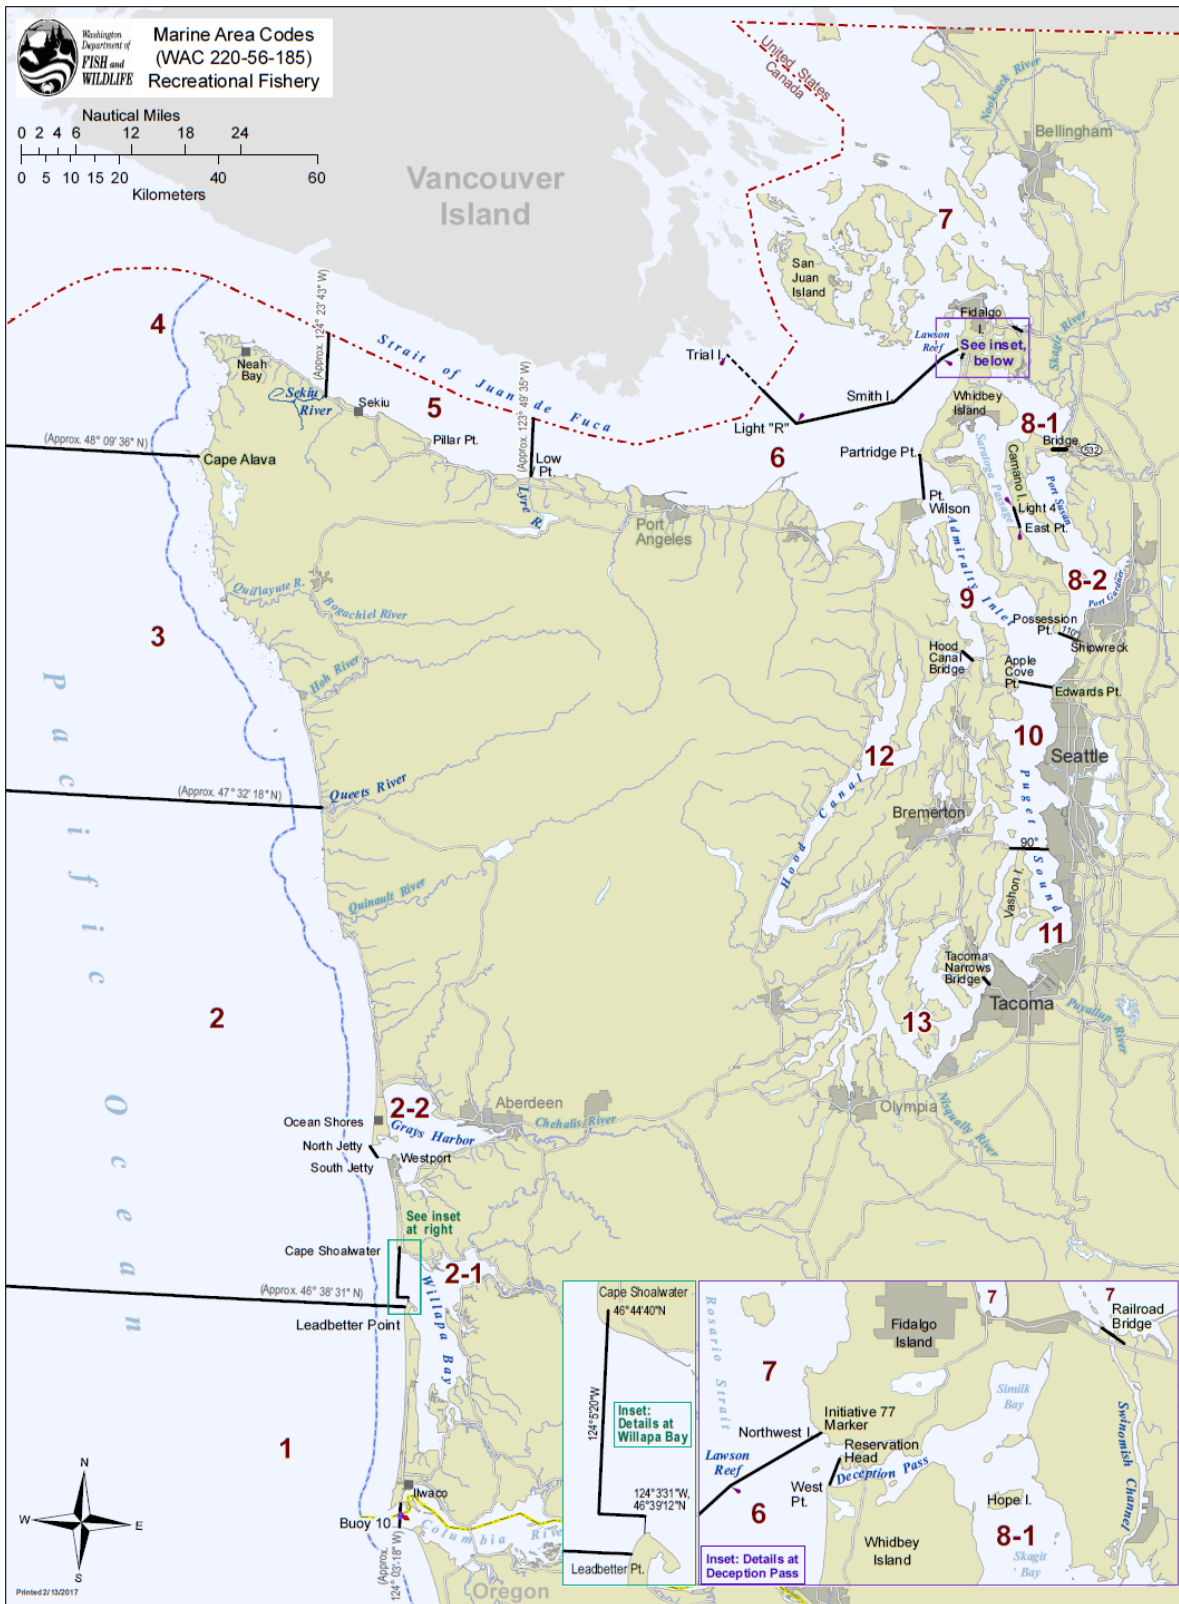 Washington
Department of
FISH and
WILDLIFE
Marine Area Codes
(WAC 220-56-185)
Recreational Fishery
Nautical Miles
0 2 4 6 12 18 24
0 5 10 15 20 40 60
Kilometers
Vancouver
Island
United States
Canada
Nooksack River
Bellingham
7
San
Juan
Island
Fidalgo
I.
Lawson
Reef
See inset,
below
Skagit River
4
(Approx. 124° 23' 43" W)
Strait of Juan de Fuca
Trial I.
Neah
Bay
Sekiu
River
Sekiu
5
(Approx. 123° 49' 35" W)
Smith I.
Whidbey
Island
Light "R"
8-1
Bridge
532
(Approx. 48° 09' 36" N)
Cape Alava
Pillar Pt.
Low
Pt.
6
Partridge Pt.
Saratoga Passage
Camano I.
Port Susan
Lyre R.
Port
Angeles
Pt.
Wilson
Light 4
East Pt.
Admiralty Inlet
Quillayute R.
Bogachiel River
8-2
Port Gardner
9
3
Possession
Pt.
110°
Shipwreck
Hoh River
Hood
Canal
Bridge
Apple
Cove
Pt.
Edwards Pt.
10
12
Seattle
(Approx. 47° 32' 18" N)
Queets River
Hood Canal
Puget Sound
Bremerton
90°
Quinault River
Vashon I.
11
Tacoma
Narrows
Bridge
Tacoma
13
Puyallup River
2
Pacific Ocean
2-2
Aberdeen
Olympia
Nisqually River
Ocean Shores
Grays Harbor
Chehalis River
North Jetty
South Jetty
Westport
See inset
at right
Cape Shoalwater
2-1
Willapa Bay
(Approx. 46° 38' 31" N)
Leadbetter Point
1
Ilwaco
Buoy 10
(Approx.
124° 03' 18" W)
Columbia River
Oregon
N
W
E
S
Printed 2/13/2017
Cape Shoalwater
46°44'40"N
124°5'20"W
Inset:
Details at
Willapa Bay
124°3'31"W,
46°39'12"N
Leadbetter Pt.
Rosario Strait
7
Fidalgo
Island
7
7
Railroad
Bridge
Similk
Bay
Initiative 77
Marker
Northwest I.
Reservation
Head
Lawson
Reef
West
Pt.
Deception Pass
Swinomish Channel
6
Hope I.
8-1
Whidbey
Island
Skagit
Bay
Inset: Details at
Deception Pass